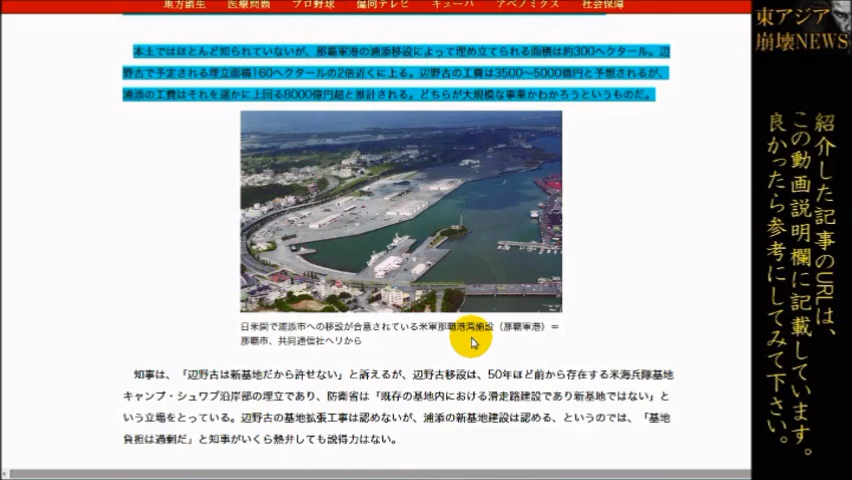 地方創生 医療問題 プロ野球 偏向テレビ キューバ アベノミクス 社会保障
本土ではほとんど知られていないが、那覇軍港の浦添移設によって埋め立てられる面積は約300ヘクタール。辺
野古で予定される埋立面積160ヘクタールの2倍近くに上る。辺野古の工費は3500〜5000億円と予想されるが、
浦添の工費はそれを遥かに上回る8000億円超と推計される。どちらが大規模な事業かわかろうというものだ。
日米間で浦添市への移設が合意されている米軍那覇港湾施設（那覇軍港）＝
那覇市、共同通信社ヘリから
知事は、「辺野古は新基地だから許せない」と訴えるが、辺野古移設は、50年ほど前から存在する米海兵隊基地
キャンプ・シュワブ沿岸部の埋立であり、防衛省は「既存の基地内における滑走路建設であり新基地ではない」と
いう立場をとっている。辺野古の基地拡張工事は認めないが、浦添の新基地建設は認める、というのでは、「基地
負担は過剰だ」と知事がいくら熱弁しても説得力はない。
東アジア
崩壊NEWS
紹介した記事のURLは、
この動画説明欄に記載しています。
良かったら参考にしてみて下さい。